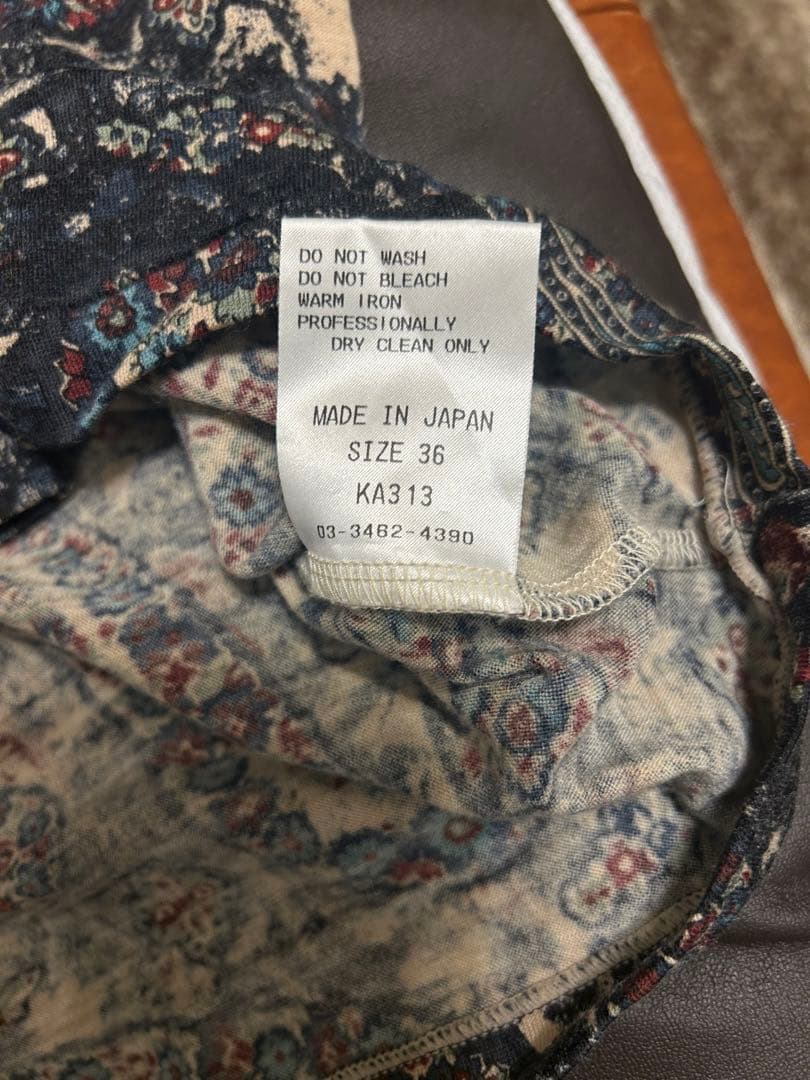 DO NOT WASH
DO NOT BLEACH
WARM IRON
PROFESSIONALLY
DRY CLEAN ONLY
MADE IN JAPAN
SIZE 36
KA313
03-3462-4390